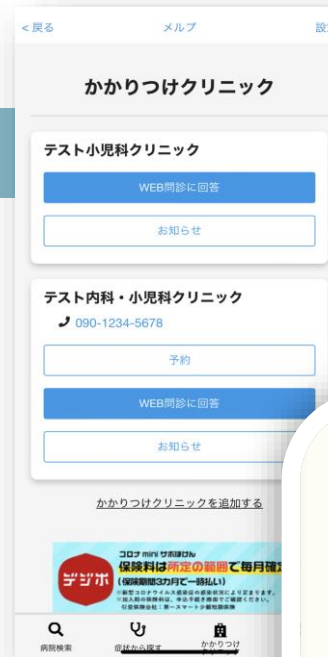 <戻る
メルプ
かかりつけクリニック
テスト小児科クリニック
WEB問診に回答
お知らせ
テスト内科・小児科クリニック
090-1234-5678
予約
WEB問診に回答
お知らせ
かかりつけクリニックを追加する
デジホ
コロナ mini サポほけん
保険料は所定の範囲で毎月確
(保険期間3カ月で一時払い)
病院検索
症状から探す
かかりつけ